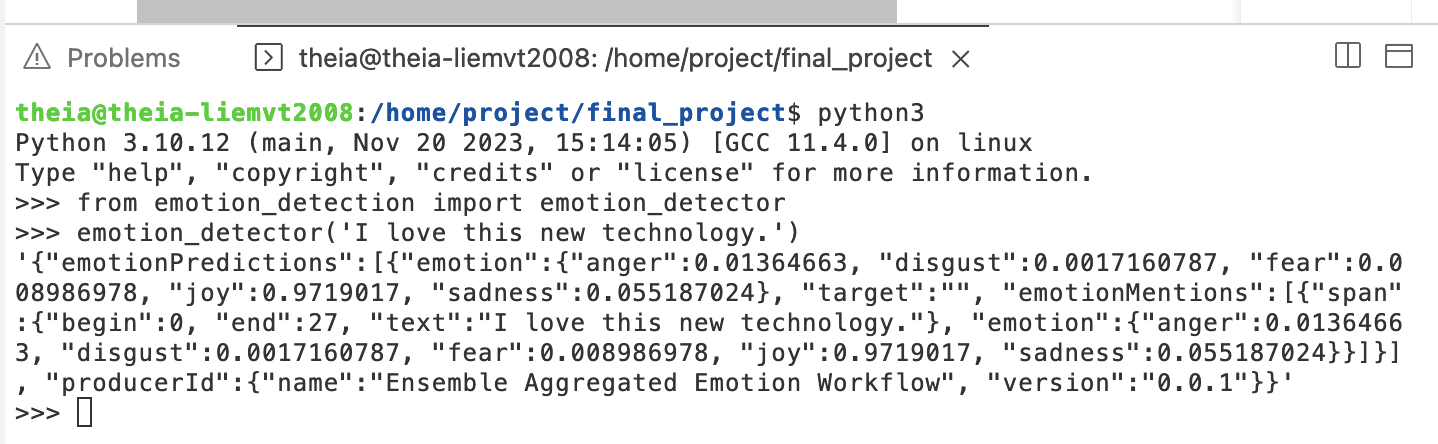 Problems
theia@theia-liemvt2008: /home/project/final_project
theia@theia-liemvt2008:/home/project/final_project$ python3
Python 3.10.12 (main, Nov 20 2023, 15:14:05) [GCC 11.4.0] on linux
Type "help", "copyright", "credits" or "license" for more information.
>>> from emotion_detection import emotion_detector
>>> emotion_detector('I love this new technology.')
'{"emotionPredictions":[{"emotion":{"anger":0.01364663, "disgust":0.0017160787, "fear":0.0
08986978, "joy":0.9719017, "sadness":0.055187024}, "target":"", "emotionMentions":[{"span"
:{"begin":0, "end":27, "text":"I love this new technology."}, "emotion":{"anger":0.0136466
3, "disgust":0.0017160787, "fear":0.008986978, "joy":0.9719017, "sadness":0.055187024}}]}]
, "producerId":{"name":"Ensemble Aggregated Emotion Workflow", "version":"0.0.1"}}'
>>>